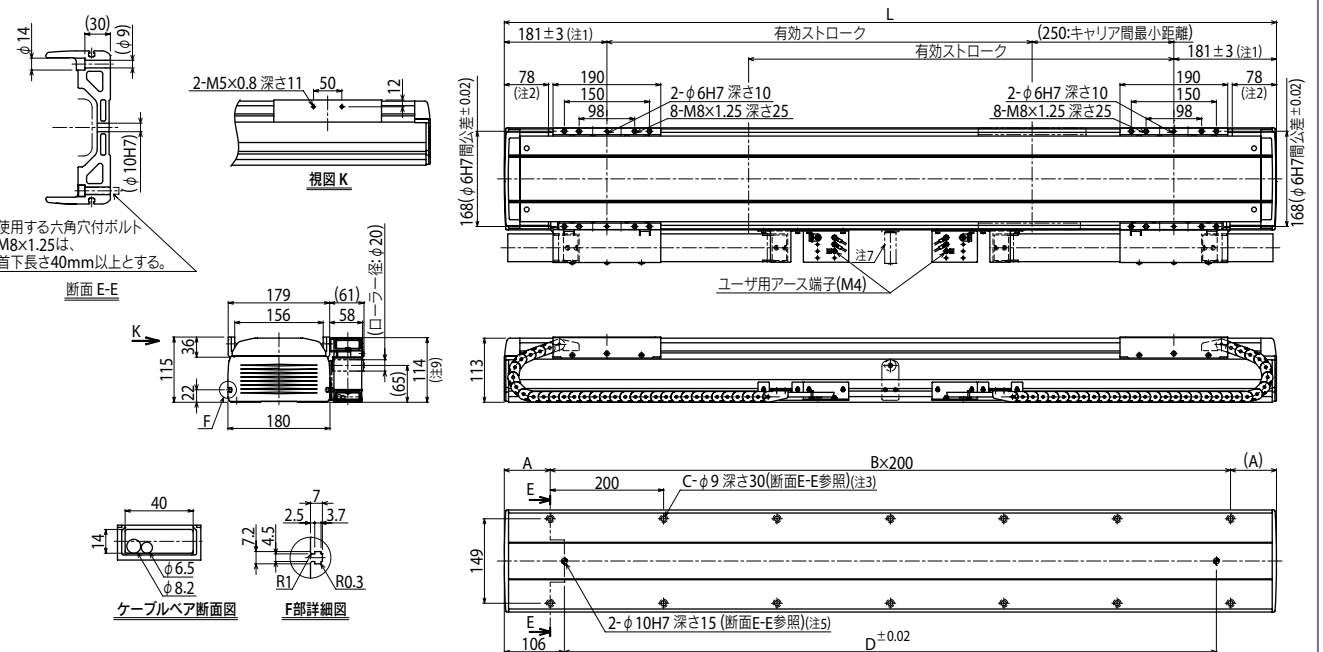 (30)
φ14
(φ9)
(φ10H7)
使用する六角穴付ボルト
M8×1.25は、
首下長さ40mm以上とする。
断面 E-E
2-M5×0.8 深さ11
50
12
視図 K
L
181±3 (注1)
有効ストローク
(250:キャリア間最小距離)
有効ストローク
181±3 (注1)
78
(注2)
190
150
98
2-φ6H7 深さ10
8-M8×1.25 深さ25
2-φ6H7 深さ10
8-M8×1.25 深さ25
190
150
98
78
(注2)
168(φ6H7間公差±0.02)
168(φ6H7間公差±0.02)
注7
ユーザ用アース端子(M4)
K
179
(61)
156
58
(ローラー径:φ20)
115
36
22
F
180
(65)
114
(注9)
113
40
14
φ6.5
φ8.2
ケーブルベア断面図
7
2.5
3.7
7.2
4.5
R1
R0.3
F部詳細図
A
B×200
(A)
E
200
C-φ9 深さ30(断面E-E参照)(注3)
149
E
2-φ10H7 深さ15 (断面E-E参照)(注5)
106
D±0.02